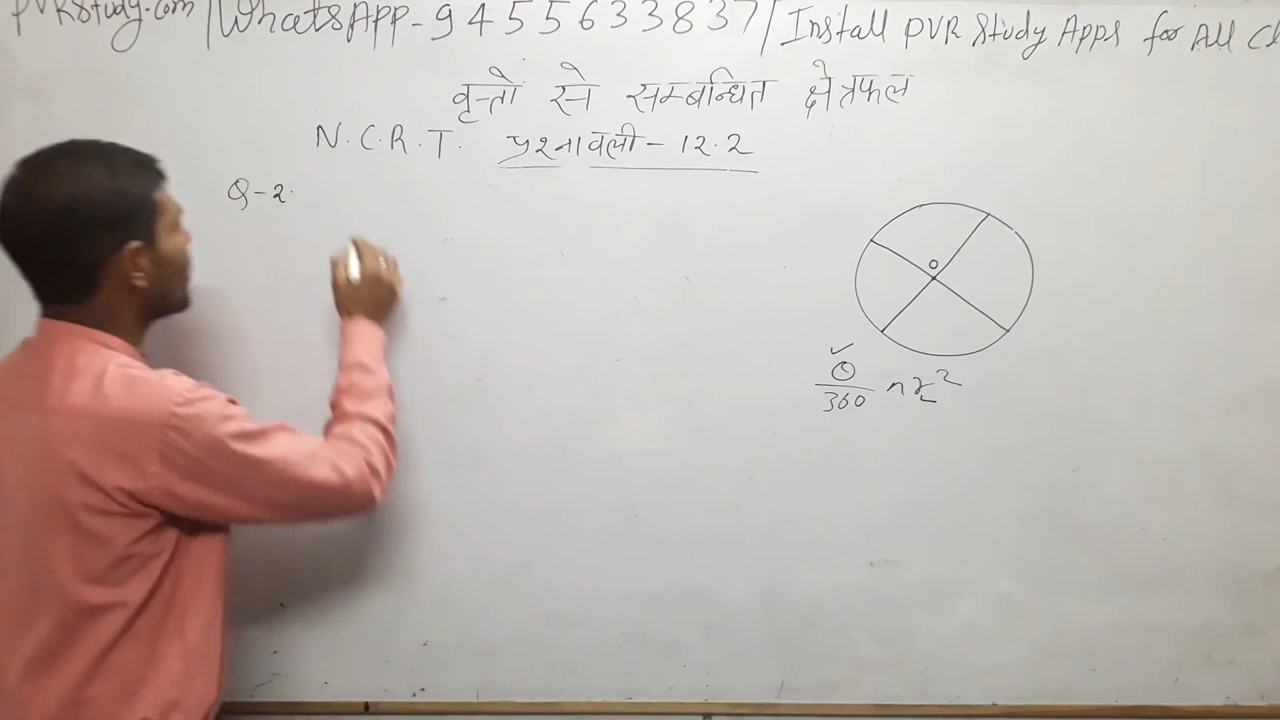 PVRStudy.com | WhatsApp-9455633837 | Install PVR Study Apps for All
वृत्तों से सम्बन्धित क्षेत्रफल
N.C.R.T. प्रश्नावली-12.2
Q-2.
O
θ/360 πr²